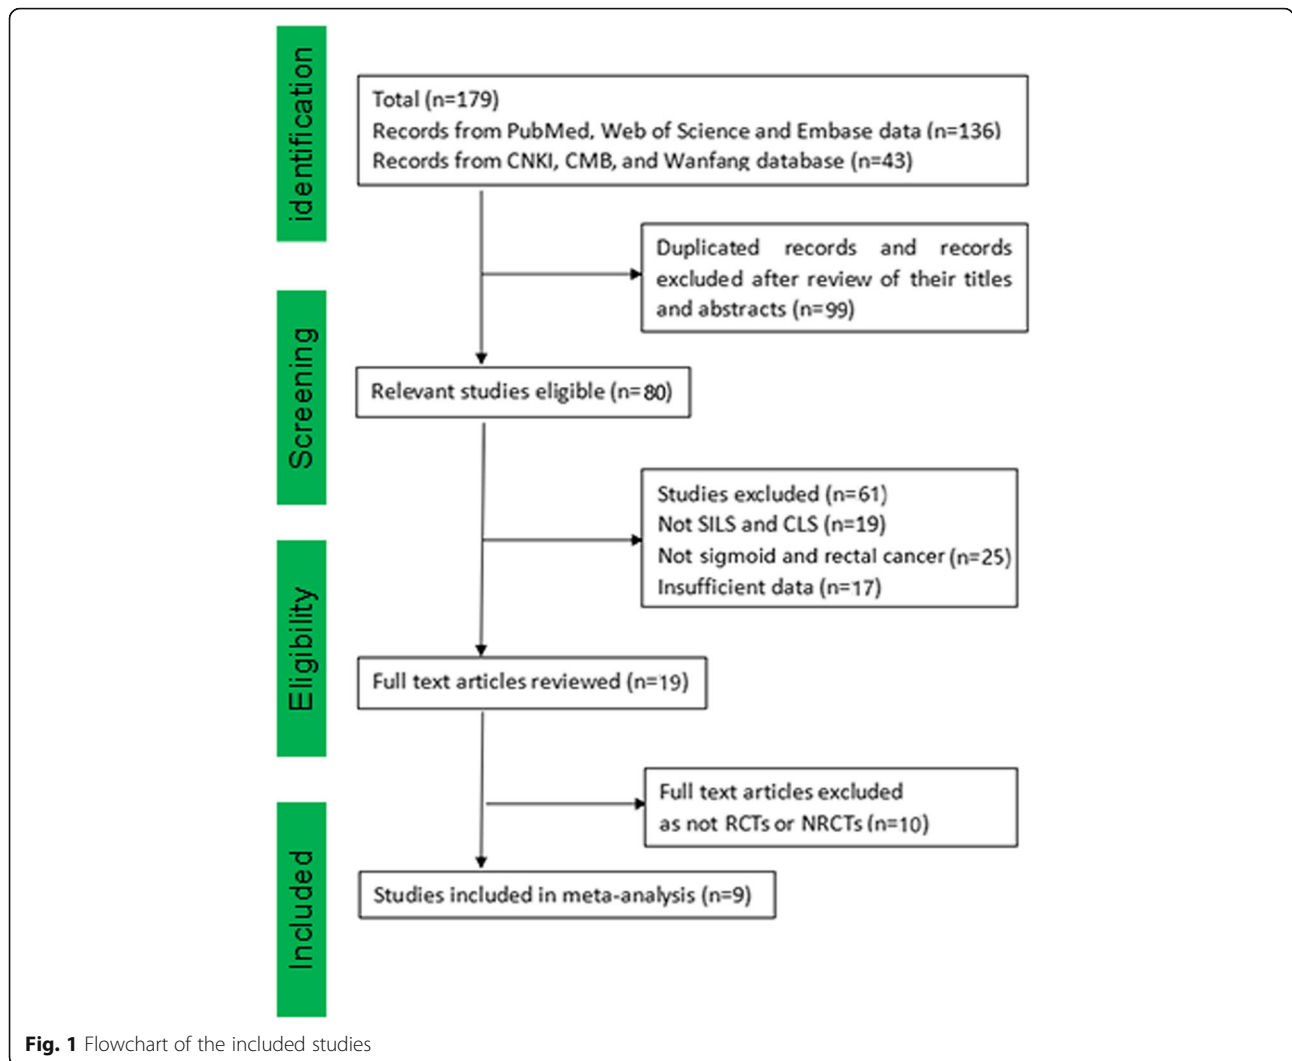 identification
Total (n=179)
Records from PubMed, Web of Science and Embase data (n=136)
Records from CNKI, CMB, and Wanfang database (n=43)
Duplicated records and records
excluded after review of their titles
and abstracts (n=99)
Screening
Relevant studies eligible (n=80)
Studies excluded (n=61)
Not SILS and CLS (n=19)
Not sigmoid and rectal cancer (n=25)
Insufficient data (n=17)
Eligibility
Full text articles reviewed (n=19)
Full text articles excluded
as not RCTs or NRCTs (n=10)
Included
Studies included in meta-analysis (n=9)
Fig. 1 Flowchart of the included studies